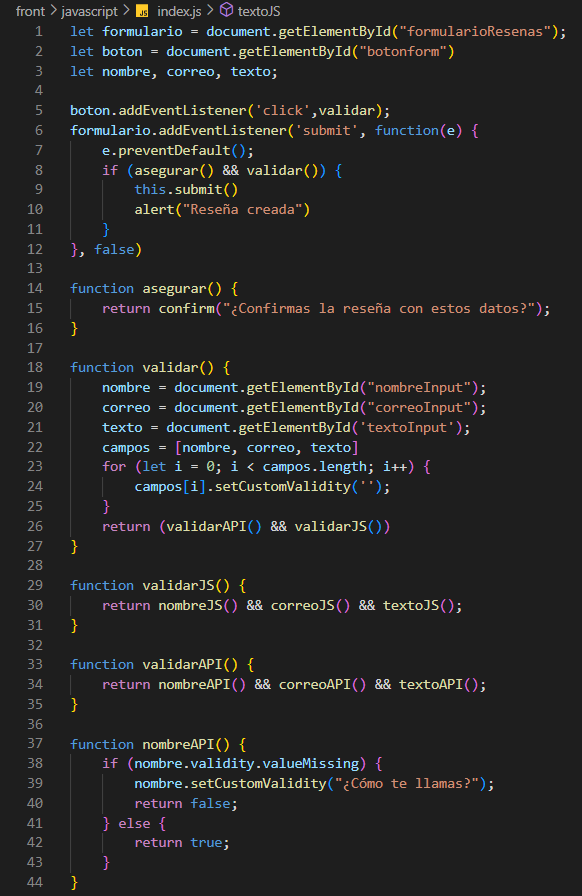 front > javascript > JS index.js > textoJS
1 let formulario = document.getElementById("formularioResenas");
2 let boton = document.getElementById("botonform")
3 let nombre, correo, texto;
4
5 boton.addEventListener('click',validar);
6 formulario.addEventListener('submit', function(e) {
7     e.preventDefault();
8     if (asegurar() && validar()) {
9         this.submit()
10         alert("Reseña creada")
11     }
12 }, false)
13
14 function asegurar() {
15     return confirm("¿Confirmas la reseña con estos datos?");
16 }
17
18 function validar() {
19     nombre = document.getElementById("nombreInput");
20     correo = document.getElementById("correoInput");
21     texto = document.getElementById('textoInput');
22     campos = [nombre, correo, texto]
23     for (let i = 0; i < campos.length; i++) {
24         campos[i].setCustomValidity('');
25     }
26     return (validarAPI() && validarJS())
27 }
28
29 function validarJS() {
30     return nombreJS() && correoJS() && textoJS();
31 }
32
33 function validarAPI() {
34     return nombreAPI() && correoAPI() && textoAPI();
35 }
36
37 function nombreAPI() {
38     if (nombre.validity.valueMissing) {
39         nombre.setCustomValidity("¿Cómo te llamas?");
40         return false;
41     } else {
42         return true;
43     }
44 }